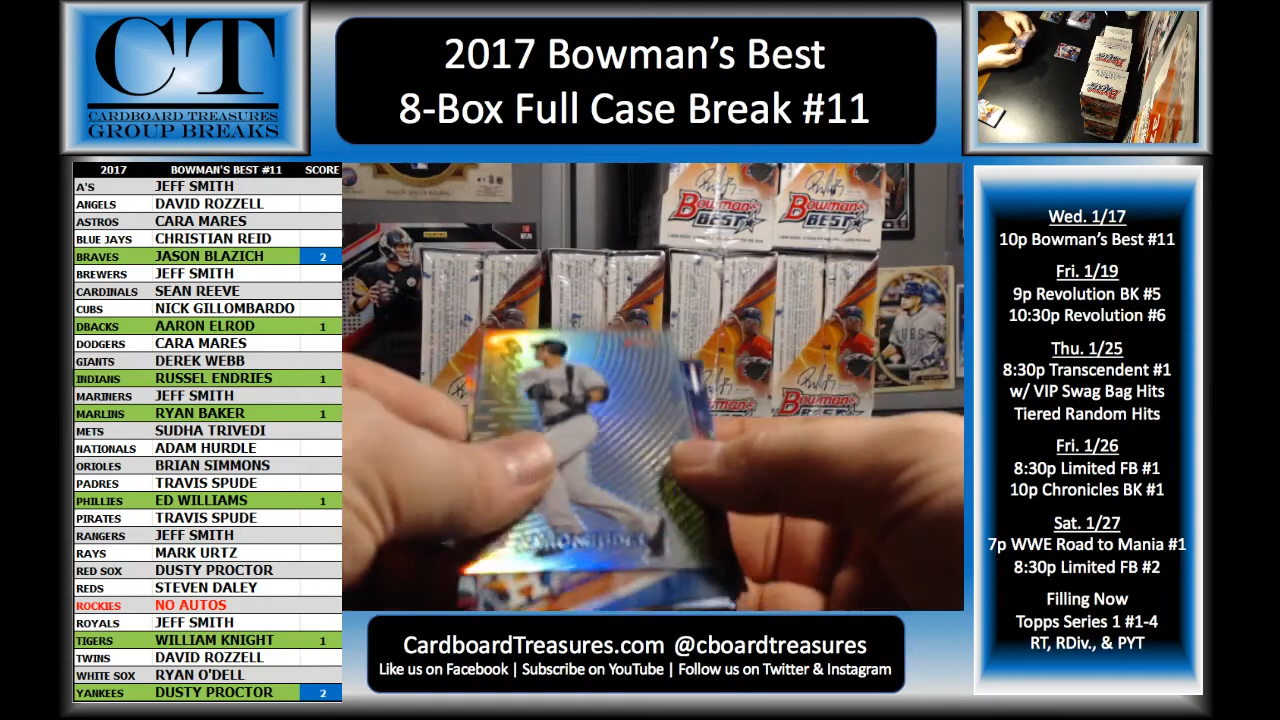 CT
CARDBOARD TREASURES
GROUP BREAKS
2017 Bowman's Best
8-Box Full Case Break #11
2017 BOWMAN'S BEST #11 SCORE
A'S JEFF SMITH
ANGELS DAVID ROZZELL
ASTROS CARA MARES
BLUE JAYS CHRISTIAN REID
BRAVES JASON BLAZICH 2
BREWERS JEFF SMITH
CARDINALS SEAN REEVE
CUBS NICK GILLOMBARDO
DBACKS AARON ELROD 1
DODGERS CARA MARES
GIANTS DEREK WEBB
INDIANS RUSSEL ENDRIES 1
MARINERS JEFF SMITH
MARLINS RYAN BAKER 1
METS SUDHA TRIVEDI
NATIONALS ADAM HURDLE
ORIOLES BRIAN SIMMONS
PADRES TRAVIS SPUDE
PHILLIES ED WILLIAMS 1
PIRATES TRAVIS SPUDE
RANGERS JEFF SMITH
RAYS MARK URTZ
RED SOX DUSTY PROCTOR
REDS STEVEN DALEY
ROCKIES NO AUTOS
ROYALS JEFF SMITH
TIGERS WILLIAM KNIGHT 1
TWINS DAVID ROZZELL
WHITE SOX RYAN O'DELL
YANKEES DUSTY PROCTOR 2
Bowman's
BEST
Bowman's
BEST
Bowman's
CUBS
CardboardTreasures.com @cboardtreasures
Like us on Facebook | Subscribe on YouTube | Follow us on Twitter & Instagram
Wed. 1/17
10p Bowman's Best #11
Fri. 1/19
9p Revolution BK #5
10:30p Revolution #6
Thu. 1/25
8:30p Transcendent #1
w/ VIP Swag Bag Hits
Tiered Random Hits
Fri. 1/26
8:30p Limited FB #1
10p Chronicles BK #1
Sat. 1/27
7p WWE Road to Mania #1
8:30p Limited FB #2
Filling Now
Topps Series 1 #1-4
RT, RDiv., & PYT